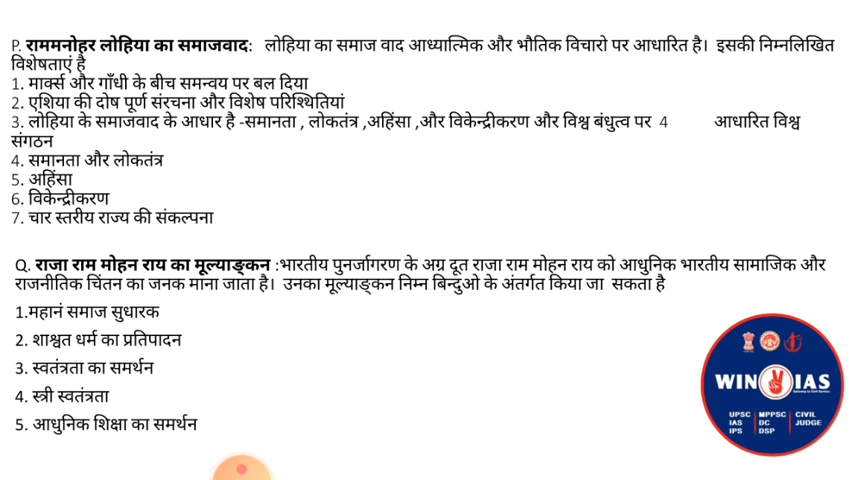 P. राममनोहर लोहिया का समाजवाद: लोहिया का समाज वाद आध्यात्मिक और भौतिक विचारो पर आधारित है। इसकी निम्नलिखित
विशेषताएं है
1. मार्क्स और गाँधी के बीच समन्वय पर बल दिया
2. एशिया की दोष पूर्ण संरचना और विशेष परिस्थितियां
3. लोहिया के समाजवाद के आधार है -समानता , लोकतंत्र ,अहिंसा ,और विकेन्द्रीकरण और विश्व बंधुत्व पर 4 आधारित विश्व
संगठन
4. समानता और लोकतंत्र
5. अहिंसा
6. विकेन्द्रीकरण
7. चार स्तरीय राज्य की संकल्पना
Q. राजा राम मोहन राय का मूल्याङ्कन :भारतीय पुनर्जागरण के अग्र दूत राजा राम मोहन राय को आधुनिक भारतीय सामाजिक और
राजनीतिक चिंतन का जनक माना जाता है। उनका मूल्याङ्कन निम्न बिन्दुओ के अंतर्गत किया जा सकता है
1.महानं समाज सुधारक
2. शाश्वत धर्म का प्रतिपादन
3. स्वतंत्रता का समर्थन
4. स्त्री स्वतंत्रता
5. आधुनिक शिक्षा का समर्थन
WIN IAS
UPSC MPPSC CIVIL
IAS DC JUDGE
IPS DSP